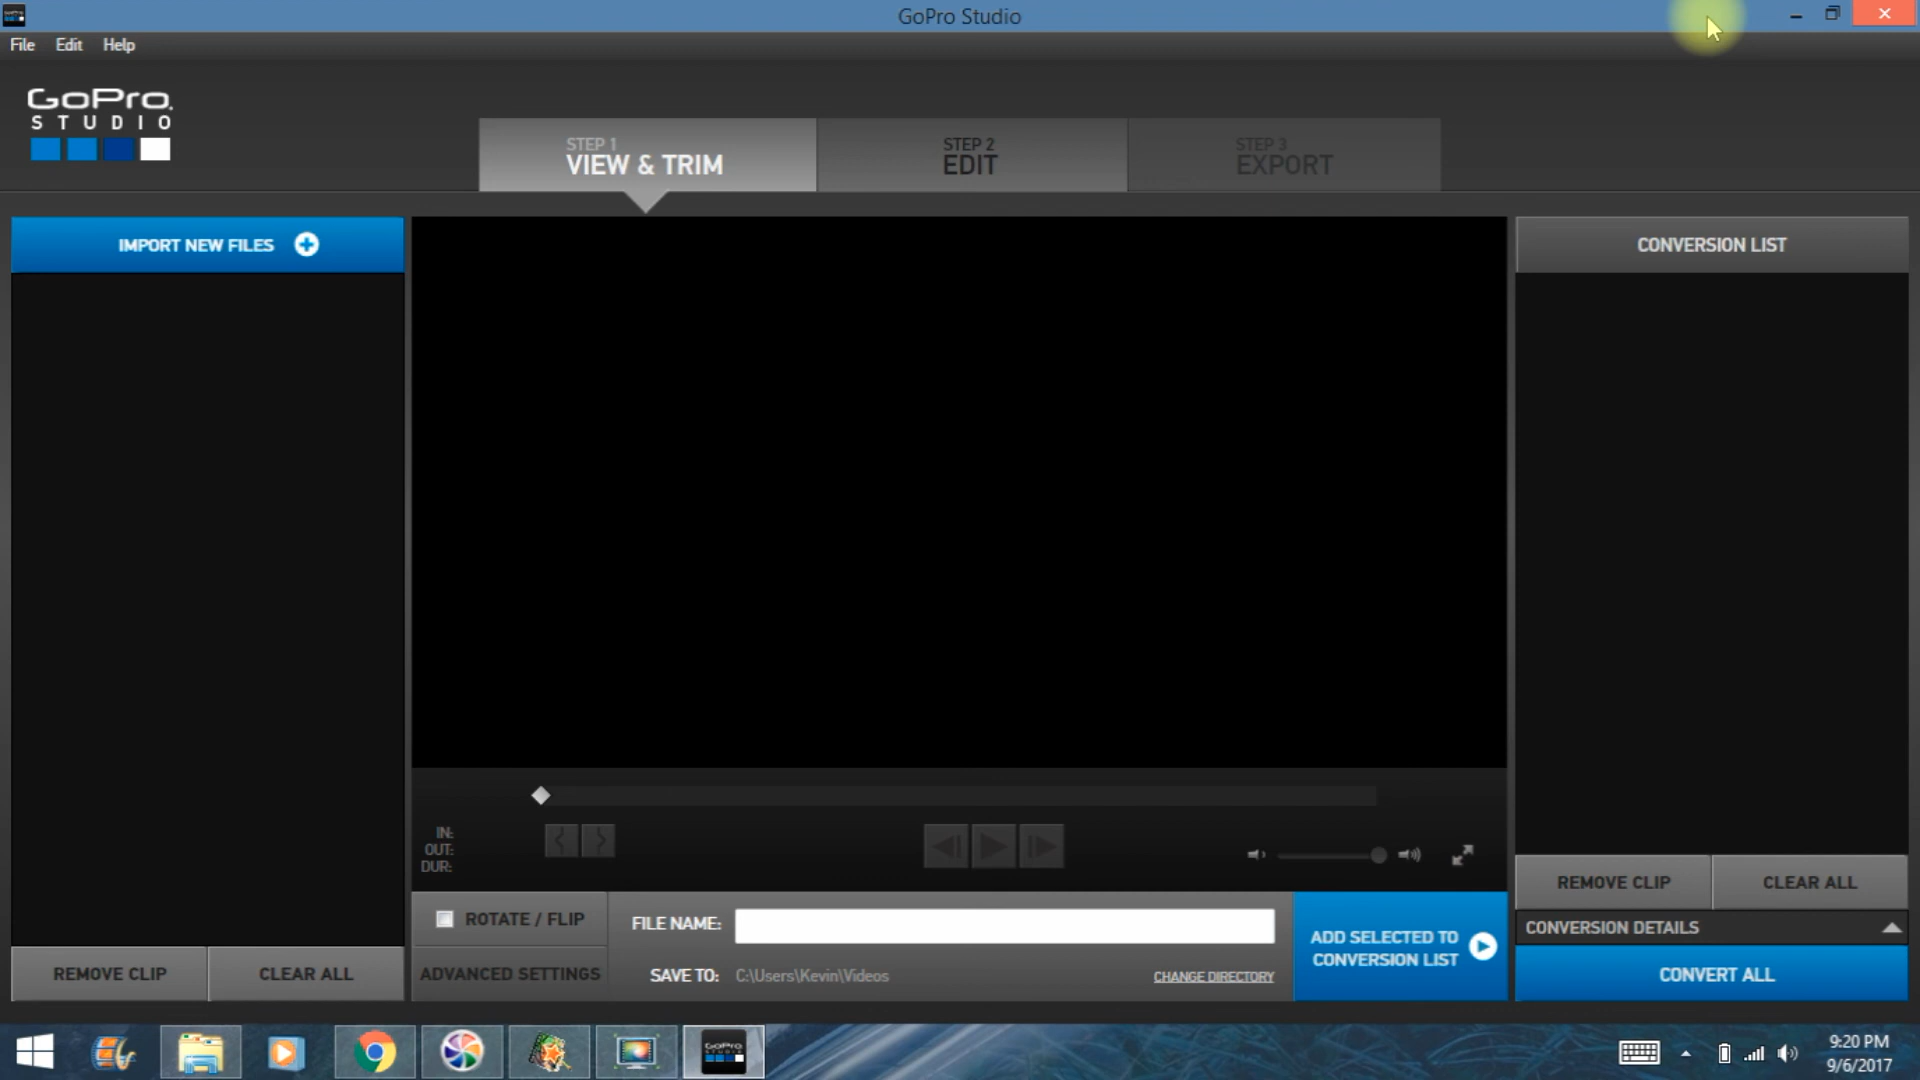 GoPro Studio
File Edit Help
GoPro
STUDIO
STEP 1
VIEW & TRIM
STEP 2
EDIT
STEP 3
EXPORT
IMPORT NEW FILES
CONVERSION LIST
IN:
OUT:
DUR:
ROTATE / FLIP
ADVANCED SETTINGS
FILE NAME:
SAVE TO: C:\Users\Kevin\Videos
CHANGE DIRECTORY
ADD SELECTED TO
CONVERSION LIST
REMOVE CLIP CLEAR ALL
CONVERSION DETAILS
CONVERT ALL
REMOVE CLIP CLEAR ALL
GoPro
STUDIO
9:20 PM
9/6/2017